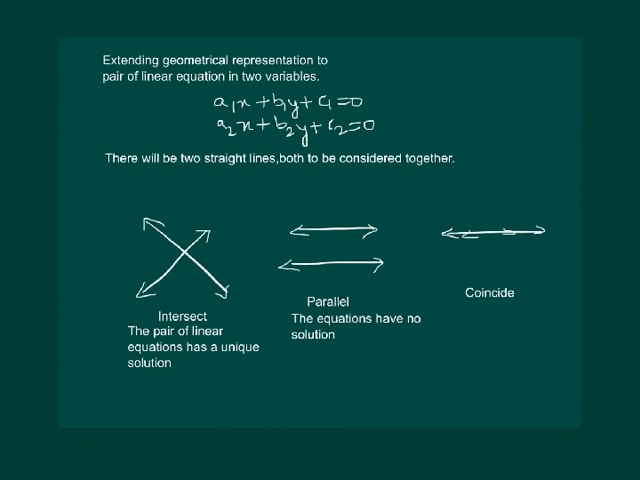 Extending geometrical representation to
pair of linear equation in two variables.
a₁x + b₁y + c₁ = 0
a₂x + b₂y + c₂ = 0
There will be two straight lines,both to be considered together.
Intersect
The pair of linear
equations has a unique
solution
Parallel
The equations have no
solution
Coincide